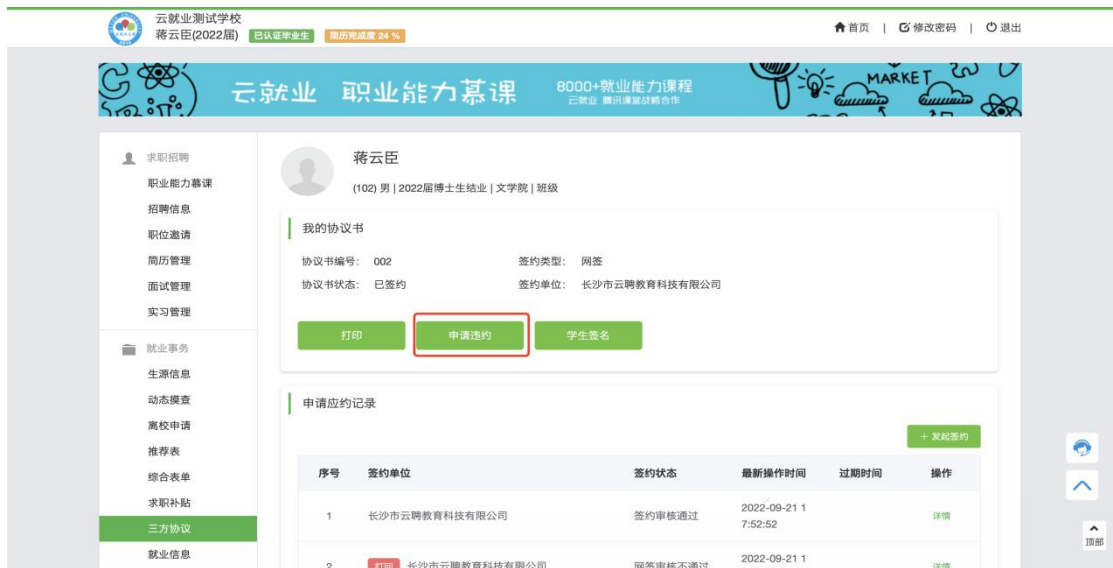 云就业测试学校
蒋云臣(2022届) 已认证毕业生 简历完成度 24 %
首页 | 修改密码 | 退出
云就业 职业能力慕课
8000+就业能力课程
云就业 腾讯课堂战略合作
MARKET
求职招聘
职业能力慕课
招聘信息
职位邀请
简历管理
面试管理
实习管理
就业事务
生源信息
动态摸查
离校申请
推荐表
综合表单
求职补贴
三方协议
就业信息
蒋云臣
(102) 男 | 2022届博士生结业 | 文学院 | 班级
我的协议书
协议书编号: 002 签约类型: 网签
协议书状态: 已签约 签约单位: 长沙市云聘教育科技有限公司
打印 申请违约 学生签名
申请应约记录
+ 发起签约
序号 签约单位 签约状态 最新操作时间 过期时间 操作
1 长沙市云聘教育科技有限公司 签约审核通过 2022-09-21 1
7:52:52 详情
2 打回 长沙市云聘教育科技有限公司 网签审核不通过 2022-09-21 1
详情
顶部